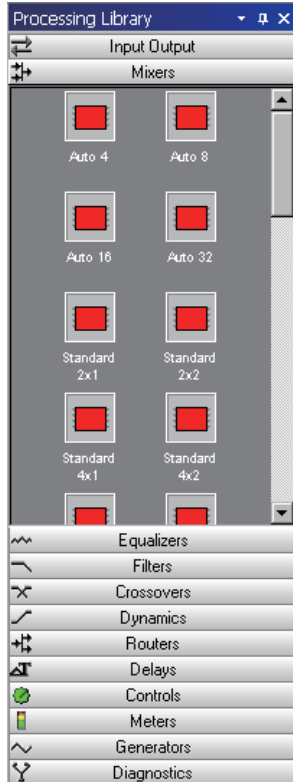 Processing Library
Input Output
Mixers
Auto 4 Auto 8
Auto 16 Auto 32
Standard Standard
2x1 2x2
Standard Standard
4x1 4x2
Equalizers
Filters
Crossovers
Dynamics
Routers
Delays
Controls
Meters
Generators
Diagnostics